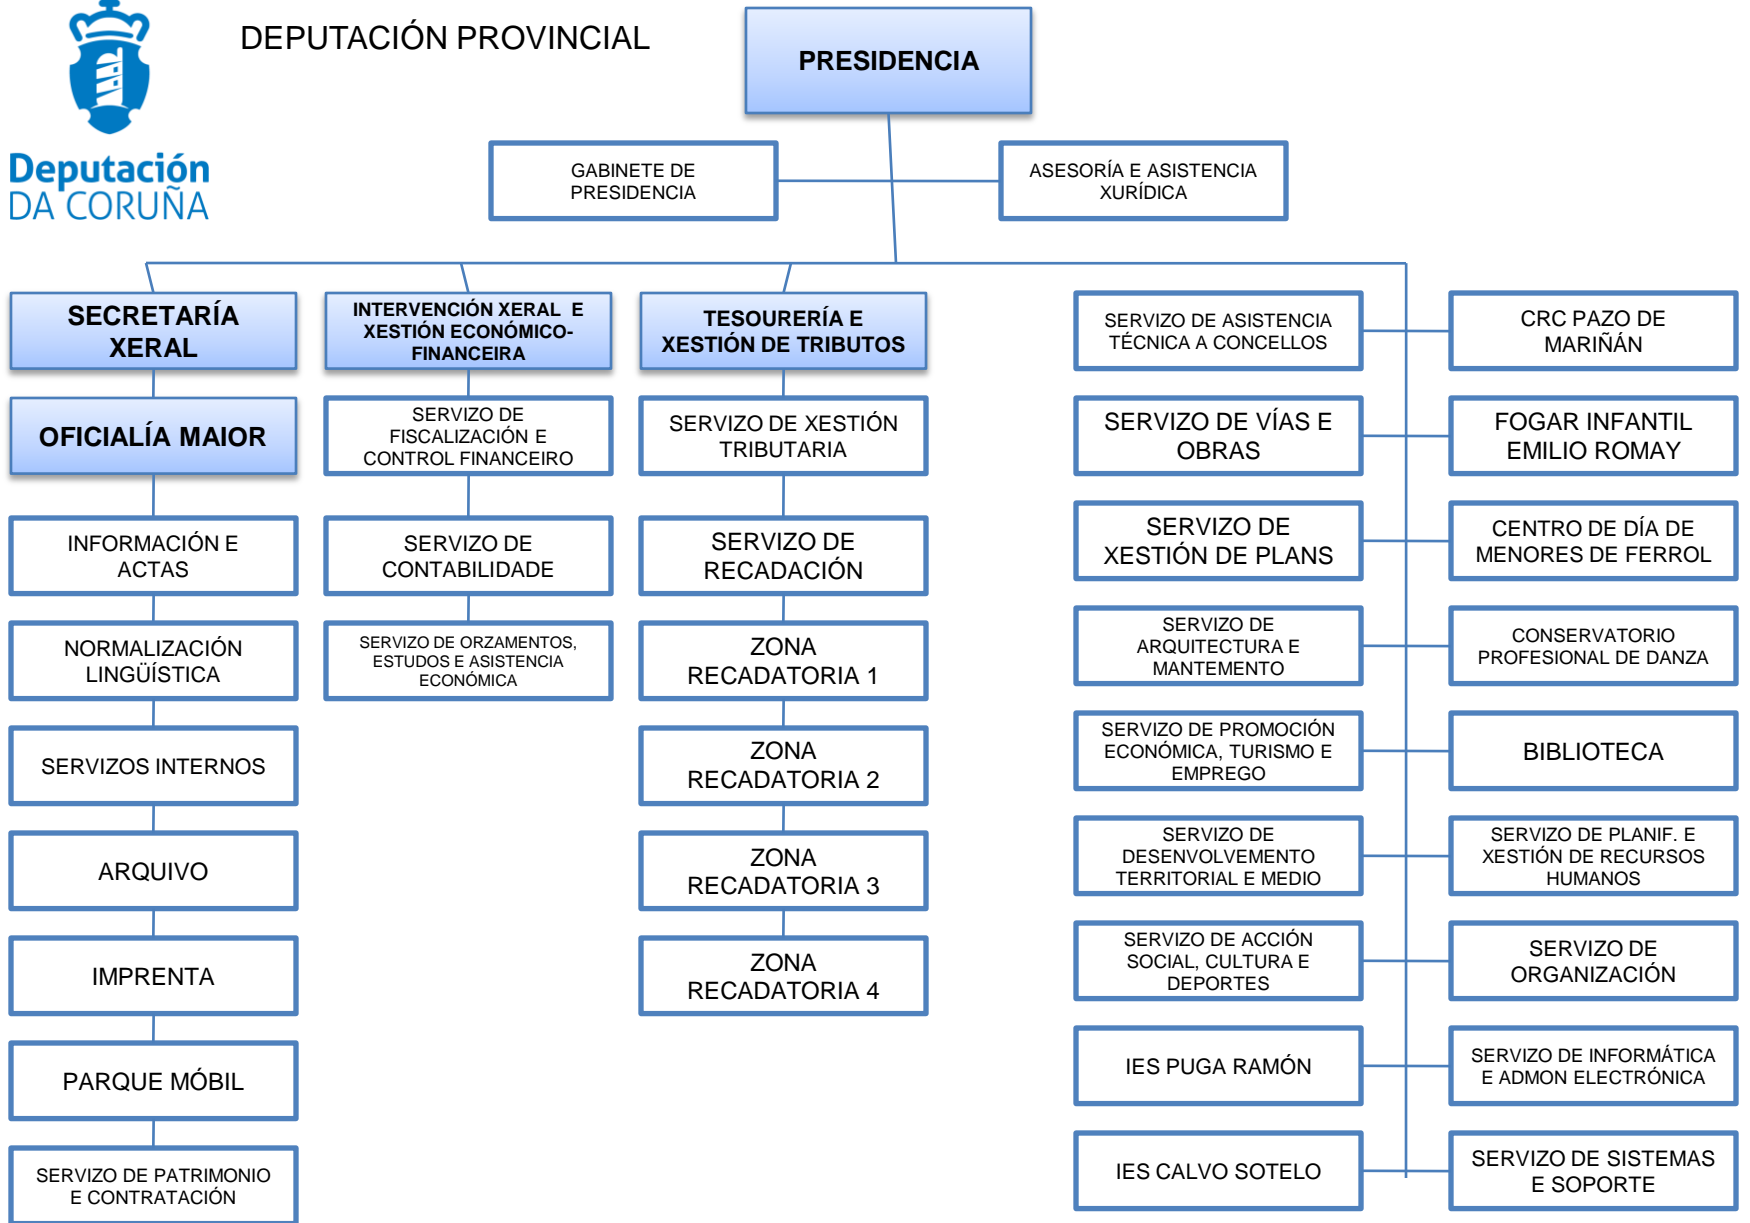 DEPUTACIÓN PROVINCIAL
Deputación
DA CORUÑA
PRESIDENCIA
GABINETE DE
PRESIDENCIA
ASESORÍA E ASISTENCIA
XURÍDICA
SECRETARÍA
XERAL
OFICIALÍA MAIOR
INFORMACIÓN E
ACTAS
NORMALIZACIÓN
LINGÜÍSTICA
SERVIZOS INTERNOS
ARQUIVO
IMPRENTA
PARQUE MÓBIL
SERVIZO DE PATRIMONIO
E CONTRATACIÓN
INTERVENCIÓN XERAL E
XESTIÓN ECONÓMICO-
FINANCEIRA
SERVIZO DE
FISCALIZACIÓN E
CONTROL FINANCEIRO
SERVIZO DE
CONTABILIDADE
SERVIZO DE ORZAMENTOS,
ESTUDOS E ASISTENCIA
ECONÓMICA
TESOURERÍA E
XESTIÓN DE TRIBUTOS
SERVIZO DE XESTIÓN
TRIBUTARIA
SERVIZO DE
RECADACIÓN
ZONA
RECADATORIA 1
ZONA
RECADATORIA 2
ZONA
RECADATORIA 3
ZONA
RECADATORIA 4
SERVIZO DE ASISTENCIA
TÉCNICA A CONCELLOS
SERVIZO DE VÍAS E
OBRAS
SERVIZO DE
XESTIÓN DE PLANS
SERVIZO DE
ARQUITECTURA E
MANTEMENTO
SERVIZO DE PROMOCIÓN
ECONÓMICA, TURISMO E
EMPREGO
SERVIZO DE
DESENVOLVEMENTO
TERRITORIAL E MEDIO
SERVIZO DE ACCIÓN
SOCIAL, CULTURA E
DEPORTES
IES PUGA RAMÓN
IES CALVO SOTELO
CRC PAZO DE
MARIÑÁN
FOGAR INFANTIL
EMILIO ROMAY
CENTRO DE DÍA DE
MENORES DE FERROL
CONSERVATORIO
PROFESIONAL DE DANZA
BIBLIOTECA
SERVIZO DE PLANIF. E
XESTIÓN DE RECURSOS
HUMANOS
SERVIZO DE
ORGANIZACIÓN
SERVIZO DE INFORMÁTICA
E ADMON ELECTRÓNICA
SERVIZO DE SISTEMAS
E SOPORTE